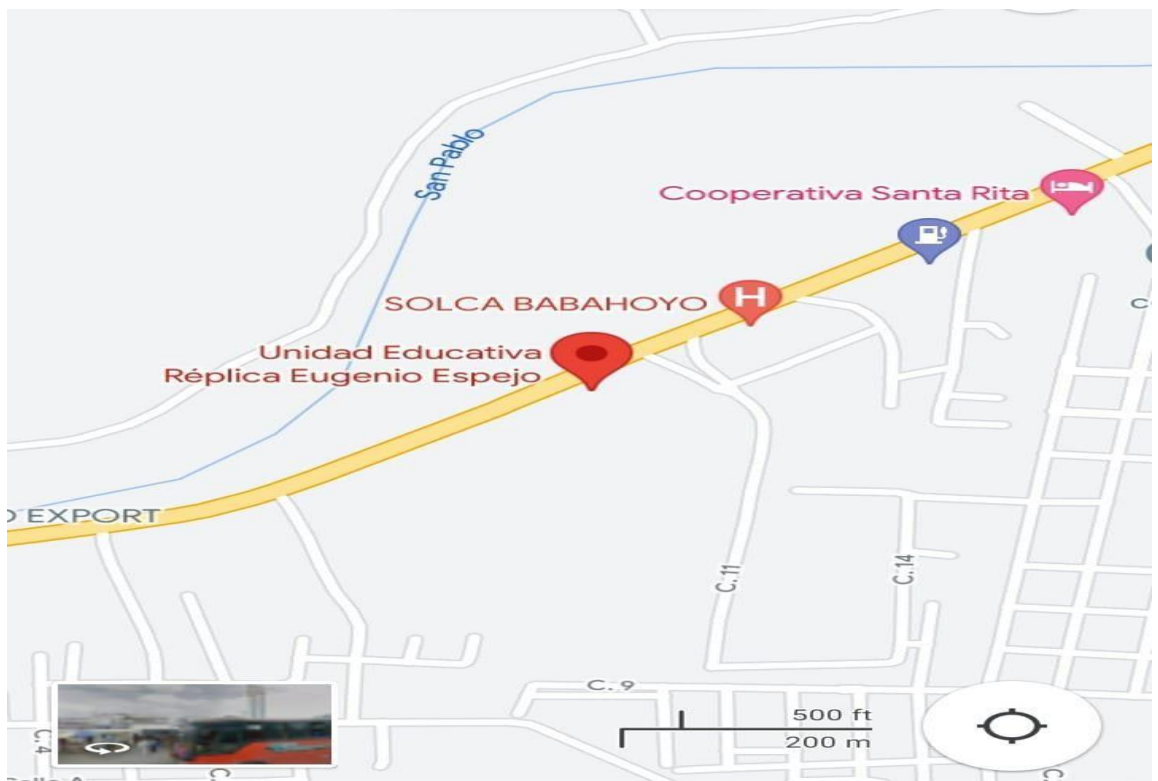 San Pablo
Cooperativa Santa Rita
SOLCA BABAHOYO
Unidad Educativa
Réplica Eugenio Espejo
EXPORT
C. 11
C. 14
C. 9
500 ft
200 m
C. 4